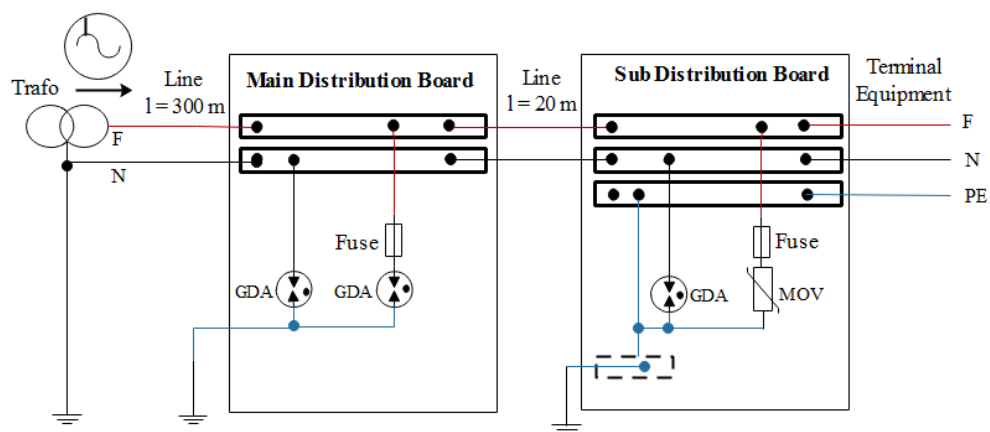 Trafo
Line
l = 300 m
Main Distribution Board
Line
l = 20 m
Sub Distribution Board
Terminal
Equipment
F
F
N
N
PE
Fuse
Fuse
GDA
GDA
GDA
MOV